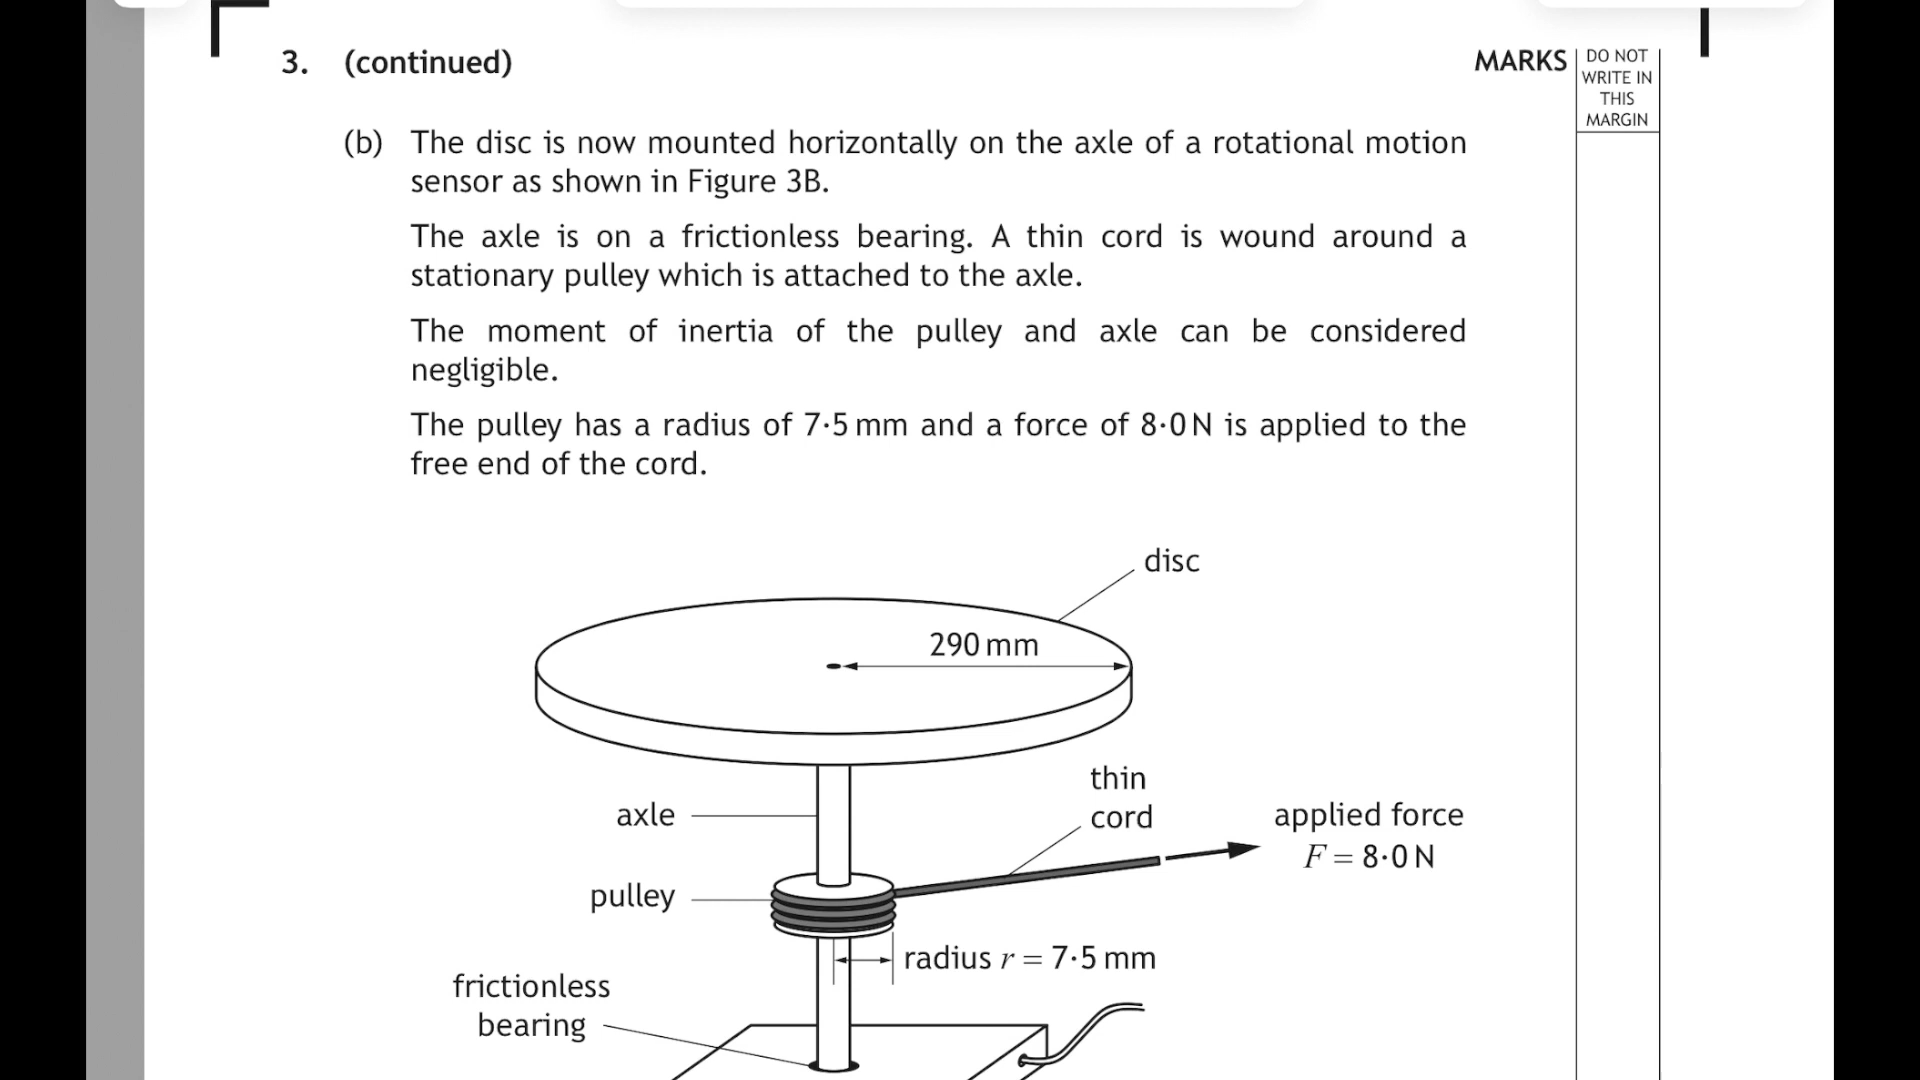 3. (continued)
MARKS
DO NOT
WRITE IN
THIS
MARGIN
(b) The disc is now mounted horizontally on the axle of a rotational motion
sensor as shown in Figure 3B.
The axle is on a frictionless bearing. A thin cord is wound around a
stationary pulley which is attached to the axle.
The moment of inertia of the pulley and axle can be considered
negligible.
The pulley has a radius of 7·5 mm and a force of 8·0 N is applied to the
free end of the cord.
disc
290 mm
thin
cord
axle
applied force
F = 8·0 N
pulley
radius r = 7·5 mm
frictionless
bearing